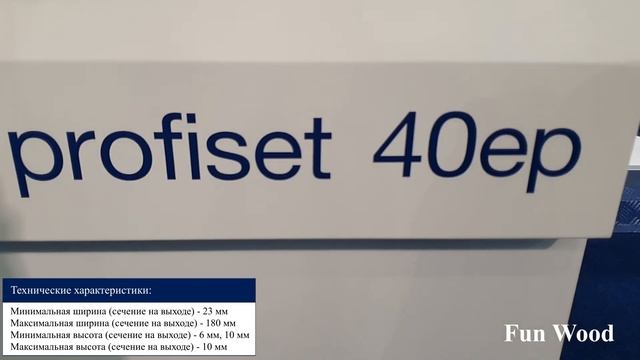 profiset 40ep
Технические характеристики:
Минимальная ширина (сечение на выходе) - 23 мм
Максимальная ширина (сечение на выходе) - 180 мм
Минимальная высота (сечение на выходе) - 6 мм, 10 мм
Максимальная высота (сечение на выходе) - 10 мм
Fun Wood